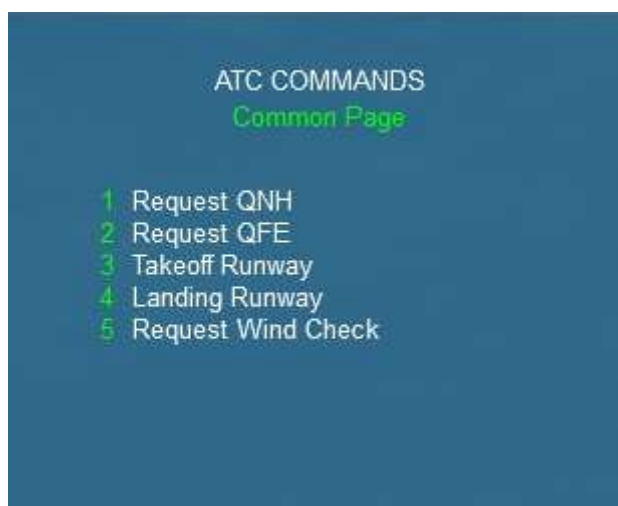 ATC COMMANDS
Common Page
1 Request QNH
2 Request QFE
3 Takeoff Runway
4 Landing Runway
5 Request Wind Check